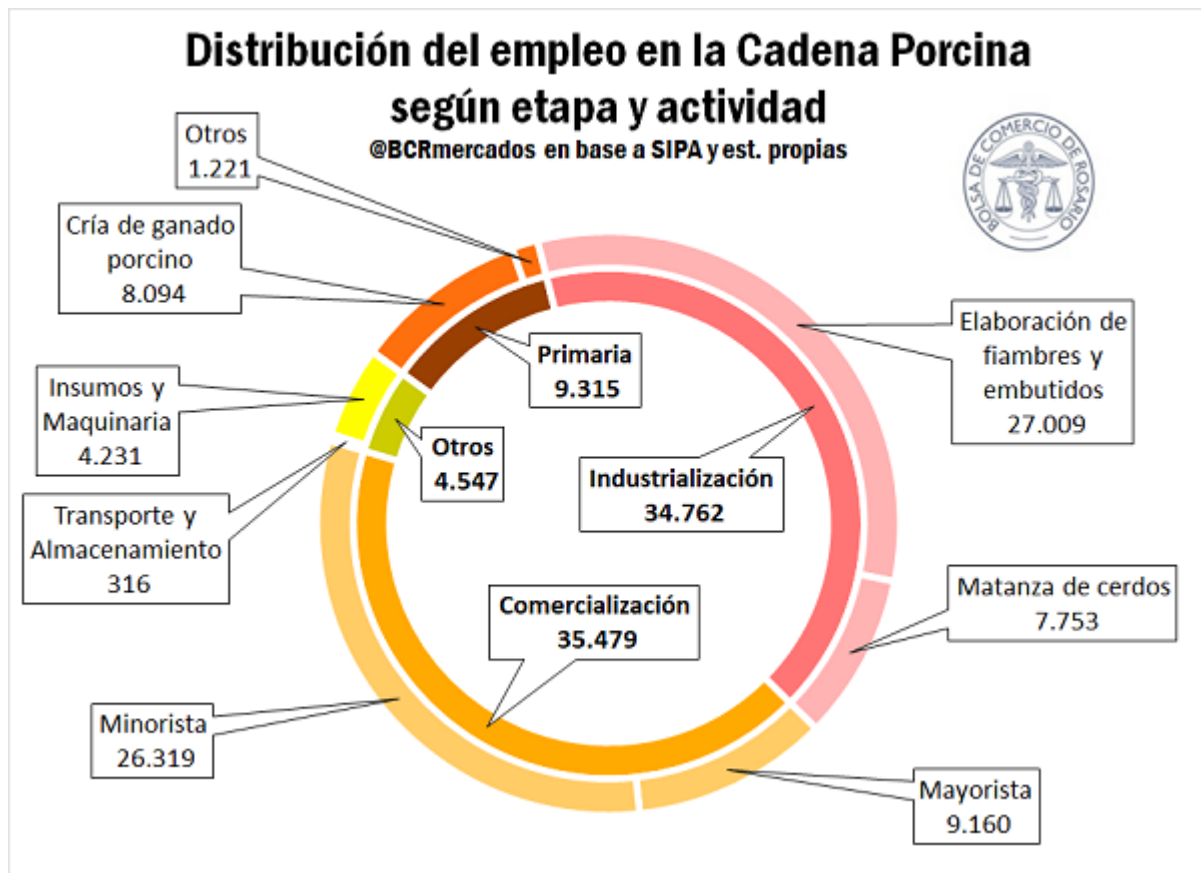 Distribución del empleo en la Cadena Porcina
según etapa y actividad
@BCRmercados en base a SIPA y est. propias
BOLSA DE COMERCIO DE ROSARIO
Otros
1.221
Cría de ganado
porcino
8.094
Insumos y
Maquinaria
4.231
Transporte y
Almacenamiento
316
Minorista
26.319
Primaria
9.315
Otros
4.547
Industrialización
34.762
Comercialización
35.479
Elaboración de
fiambres y
embutidos
27.009
Matanza de cerdos
7.753
Mayorista
9.160